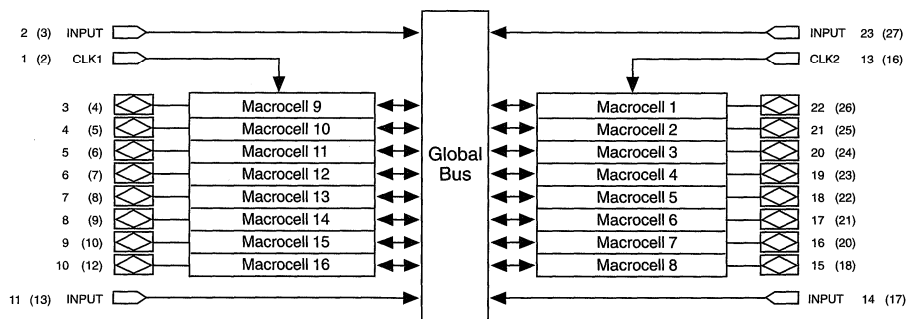 2 (3) INPUT 23 (27) INPUT
1 (2) CLK1 CLK2 13 (16)
3 (4) Macrocell 9 Macrocell 1 22 (26)
4 (5) Macrocell 10 Macrocell 2 21 (25)
5 (6) Macrocell 11 Global Macrocell 3 20 (24)
6 (7) Macrocell 12 Bus Macrocell 4 19 (23)
7 (8) Macrocell 13 Macrocell 5 18 (22)
8 (9) Macrocell 14 Macrocell 6 17 (21)
9 (10) Macrocell 15 Macrocell 7 16 (20)
10 (12) Macrocell 16 Macrocell 8 15 (18)
11 (13) INPUT INPUT 14 (17)